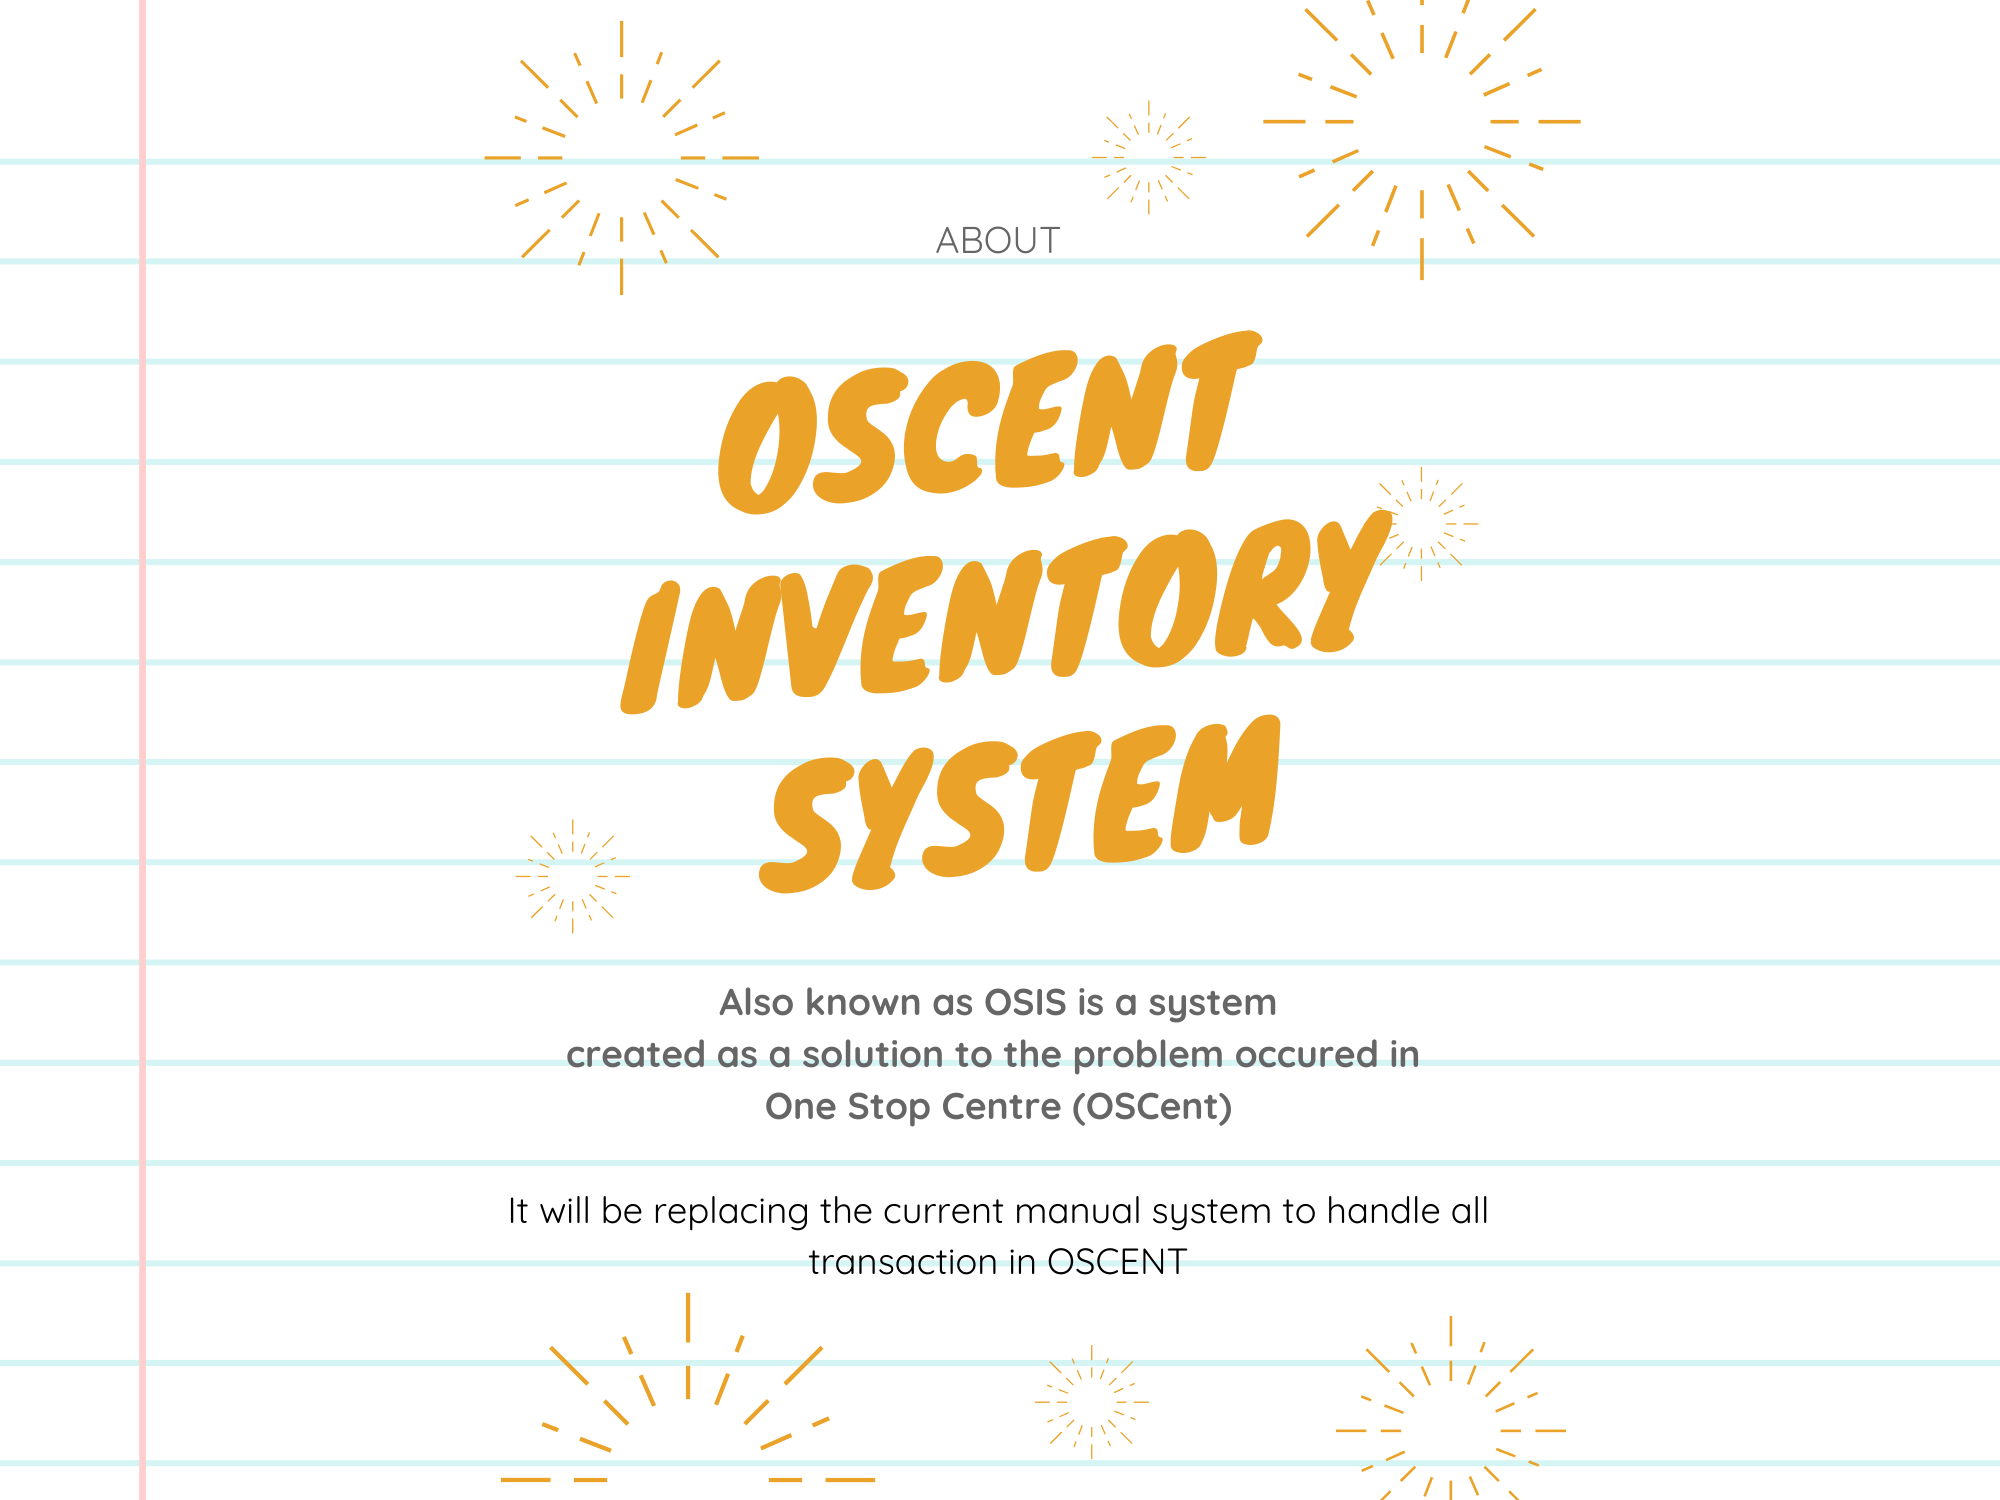 ABOUT
OSCENT
INVENTORY
SYSTEM
Also known as OSIS is a system
created as a solution to the problem occured in
One Stop Centre (OSCent)
It will be replacing the current manual system to handle all
transaction in OSCENT